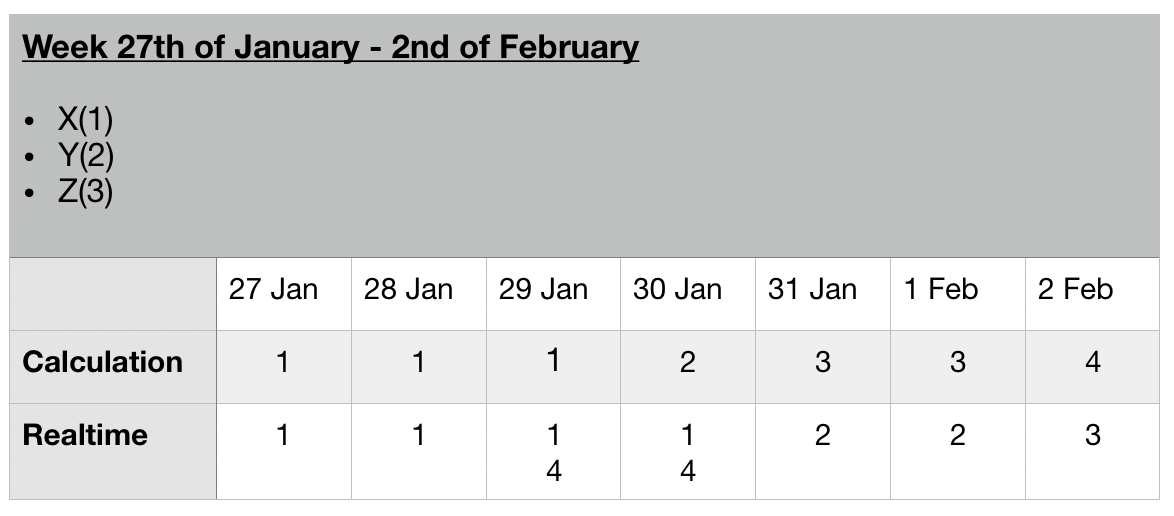 Week 27th of January - 2nd of February
• X(1)
• Y(2)
• Z(3)
27 Jan 28 Jan 29 Jan 30 Jan 31 Jan 1 Feb 2 Feb
Calculation 1 1 1 2 3 3 4
Realtime 1 1 1 1 2 2 3
4 4